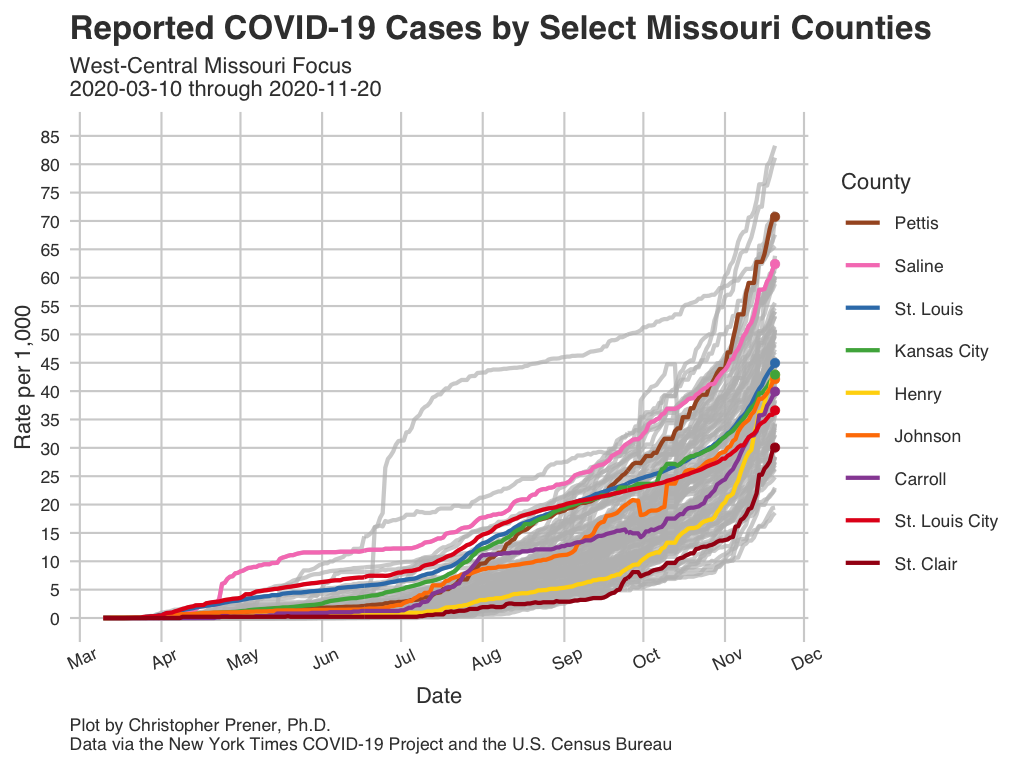 Reported COVID-19 Cases by Select Missouri Counties
West-Central Missouri Focus
2020-03-10 through 2020-11-20
Rate per 1,000
85
80
75
70
65
60
55
50
45
40
35
30
25
20
15
10
5
0
Mar
Apr
May
Jun
Jul
Aug
Sep
Oct
Nov
Dec
Date
County
Pettis
Saline
St. Louis
Kansas City
Henry
Johnson
Carroll
St. Louis City
St. Clair
Plot by Christopher Prener, Ph.D.
Data via the New York Times COVID-19 Project and the U.S. Census Bureau